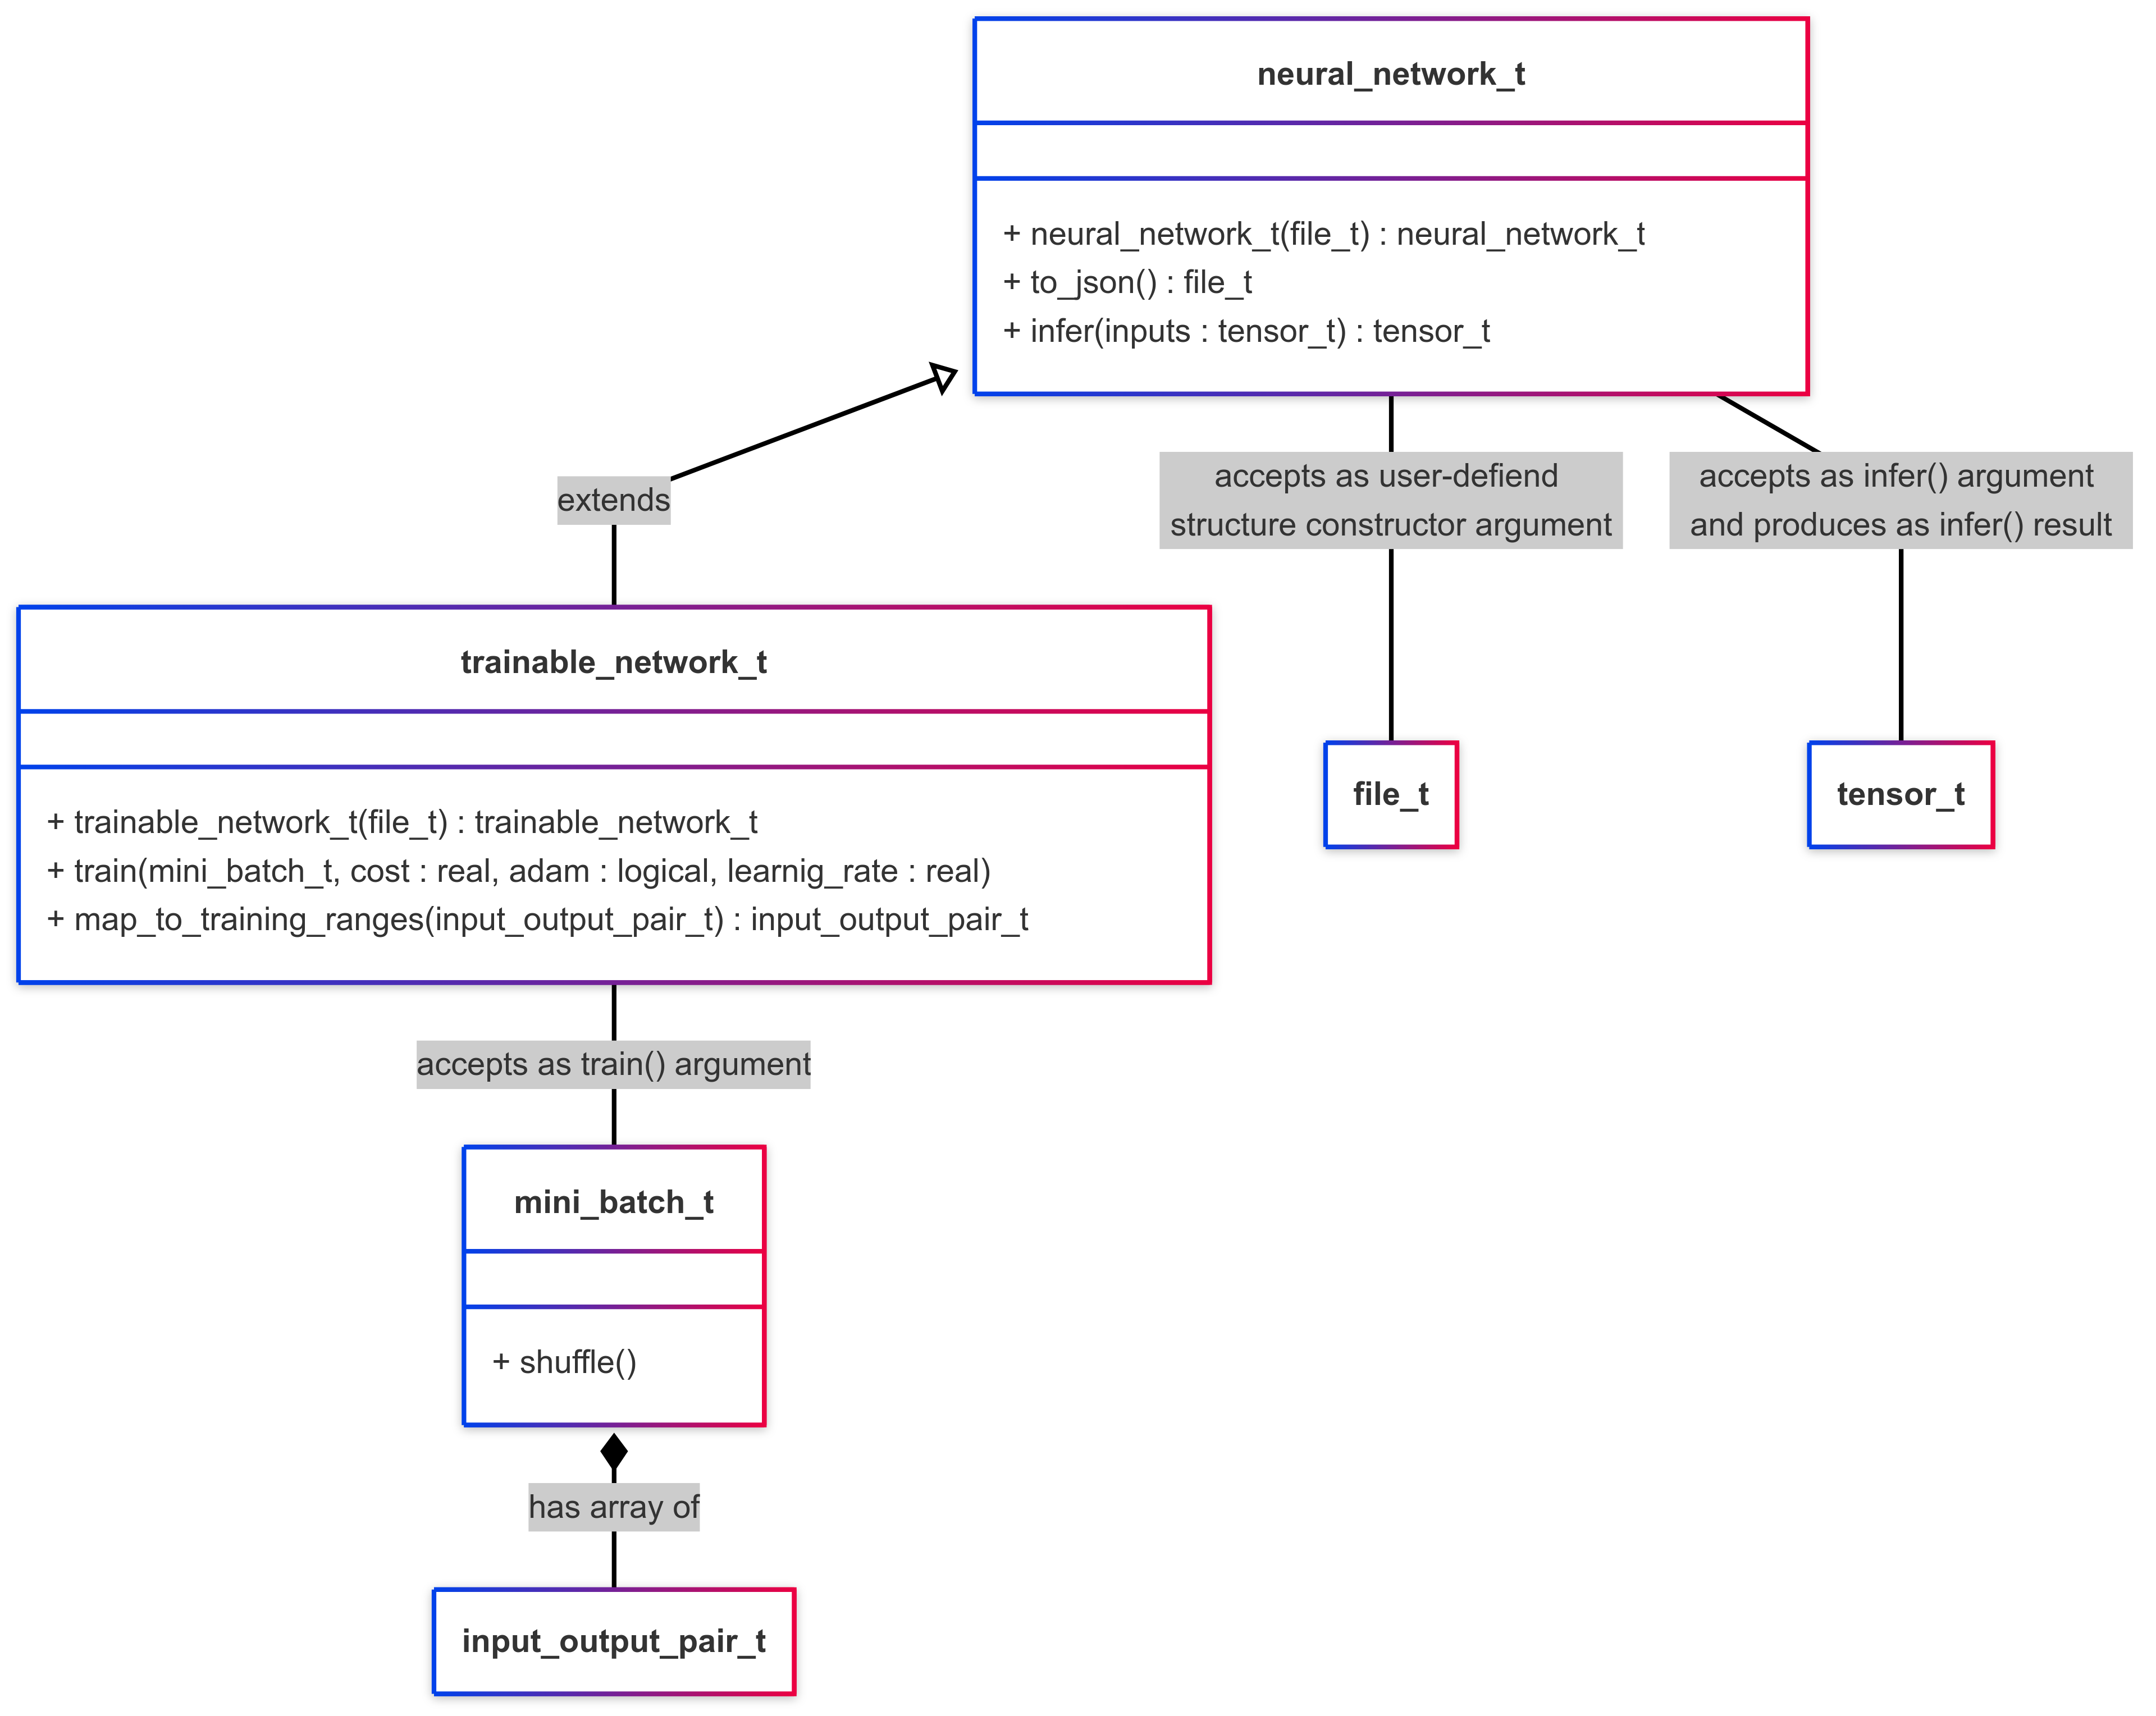 neural_network_t
+ neural_network_t(file_t) : neural_network_t
+ to_json() : file_t
+ infer(inputs : tensor_t) : tensor_t
extends
accepts as user-defiend
structure constructor argument
accepts as infer() argument
and produces as infer() result
trainable_network_t
+ trainable_network_t(file_t) : trainable_network_t
+ train(mini_batch_t, cost : real, adam : logical, learnig_rate : real)
+ map_to_training_ranges(input_output_pair_t) : input_output_pair_t
file_t
tensor_t
accepts as train() argument
mini_batch_t
+ shuffle()
has array of
input_output_pair_t